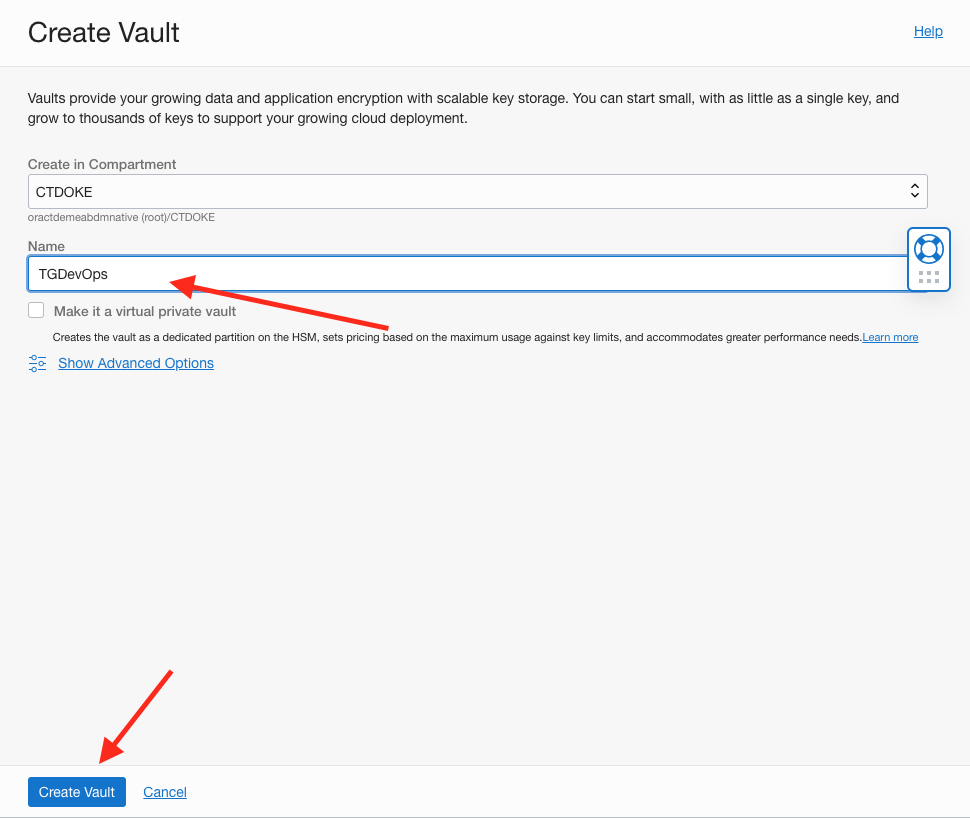 Create Vault
Help
Vaults provide your growing data and application encryption with scalable key storage. You can start small, with as little as a single key, and
grow to thousands of keys to support your growing cloud deployment.
Create in Compartment
CTDOKE
oractdemeabdmnative (root)/CTDOKE
Name
TGDevOps
Make it a virtual private vault
Creates the vault as a dedicated partition on the HSM, sets pricing based on the maximum usage against key limits, and accommodates greater performance needs.Learn more
Show Advanced Options
Create Vault
Cancel